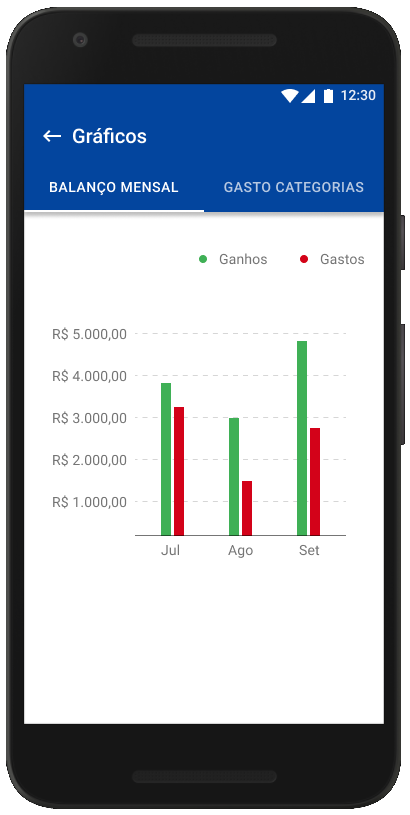 12:30
Gráficos
BALANÇO MENSAL GASTO CATEGORIAS
Ganhos Gastos
R$ 5.000,00
R$ 4.000,00
R$ 3.000,00
R$ 2.000,00
R$ 1.000,00
Jul Ago Set